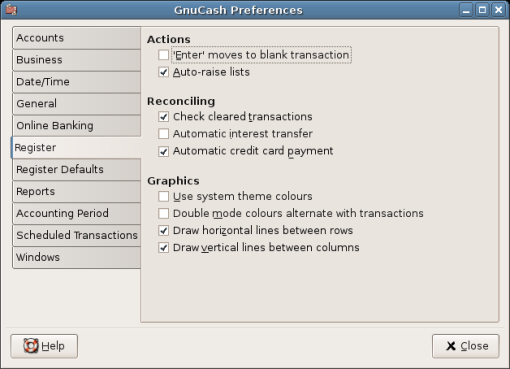 GnuCash Preferences
Accounts
Business
Date/Time
General
Online Banking
Register
Register Defaults
Reports
Accounting Period
Scheduled Transactions
Windows
Actions
'Enter' moves to blank transaction
Auto-raise lists
Reconciling
Check cleared transactions
Automatic interest transfer
Automatic credit card payment
Graphics
Use system theme colours
Double mode colours alternate with transactions
Draw horizontal lines between rows
Draw vertical lines between columns
Help
Close